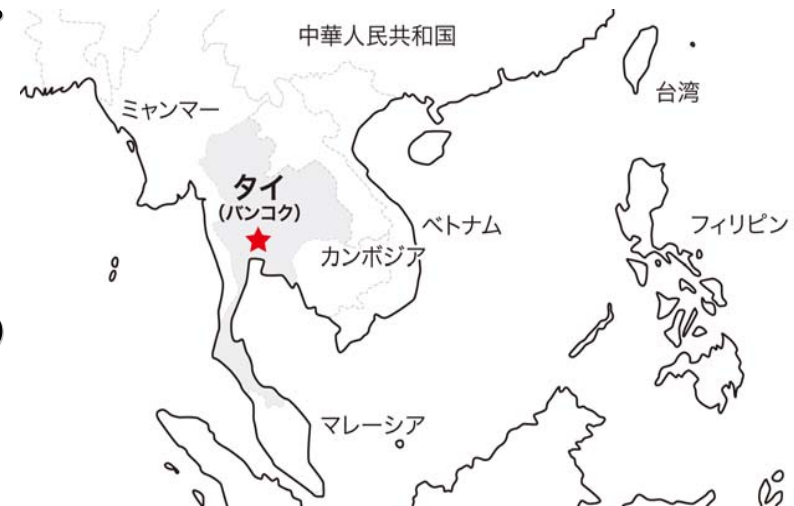 中華人民共和国
台湾
ミャンマー
タイ
(バンコク)
ベトナム
フィリピン
カンボジア
マレーシア